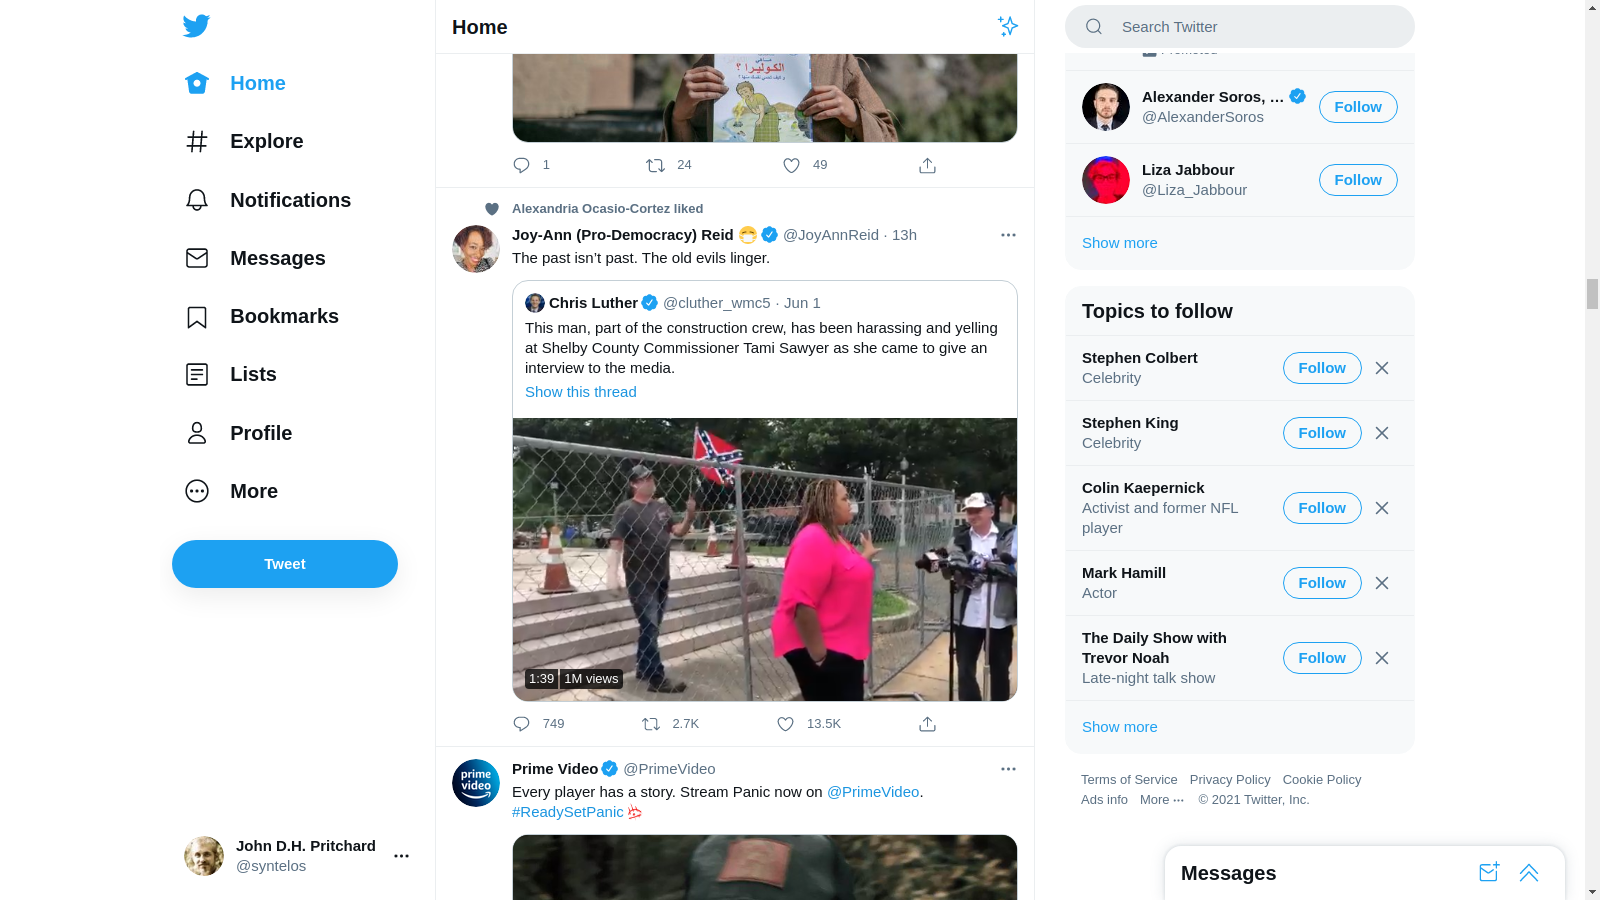 Home
Explore
Notifications
Messages
Bookmarks
Lists
Profile
More
Tweet
John D.H. Pritchard
@syntelos
Home
الكوليرا ؟
1
24
49
Alexandria Ocasio-Cortez liked
Joy-Ann (Pro-Democracy) Reid 😷 @JoyAnnReid · 13h
The past isn’t past. The old evils linger.
Chris Luther @cluther_wmc5 · Jun 1
This man, part of the construction crew, has been harassing and yelling
at Shelby County Commissioner Tami Sawyer as she came to give an
interview to the media.
Show this thread
1:39
1M views
749
2.7K
13.5K
prime
video
Prime Video @PrimeVideo
Every player has a story. Stream Panic now on @PrimeVideo.
#ReadySetPanic
Search Twitter
Promoted
Alexander Soros, …
@AlexanderSoros
Follow
Liza Jabbour
@Liza_Jabbour
Follow
Show more
Topics to follow
Stephen Colbert
Celebrity
Follow
Stephen King
Celebrity
Follow
Colin Kaepernick
Activist and former NFL
player
Follow
Mark Hamill
Actor
Follow
The Daily Show with
Trevor Noah
Late-night talk show
Follow
Show more
Terms of Service Privacy Policy Cookie Policy
Ads info More ··· © 2021 Twitter, Inc.
Messages